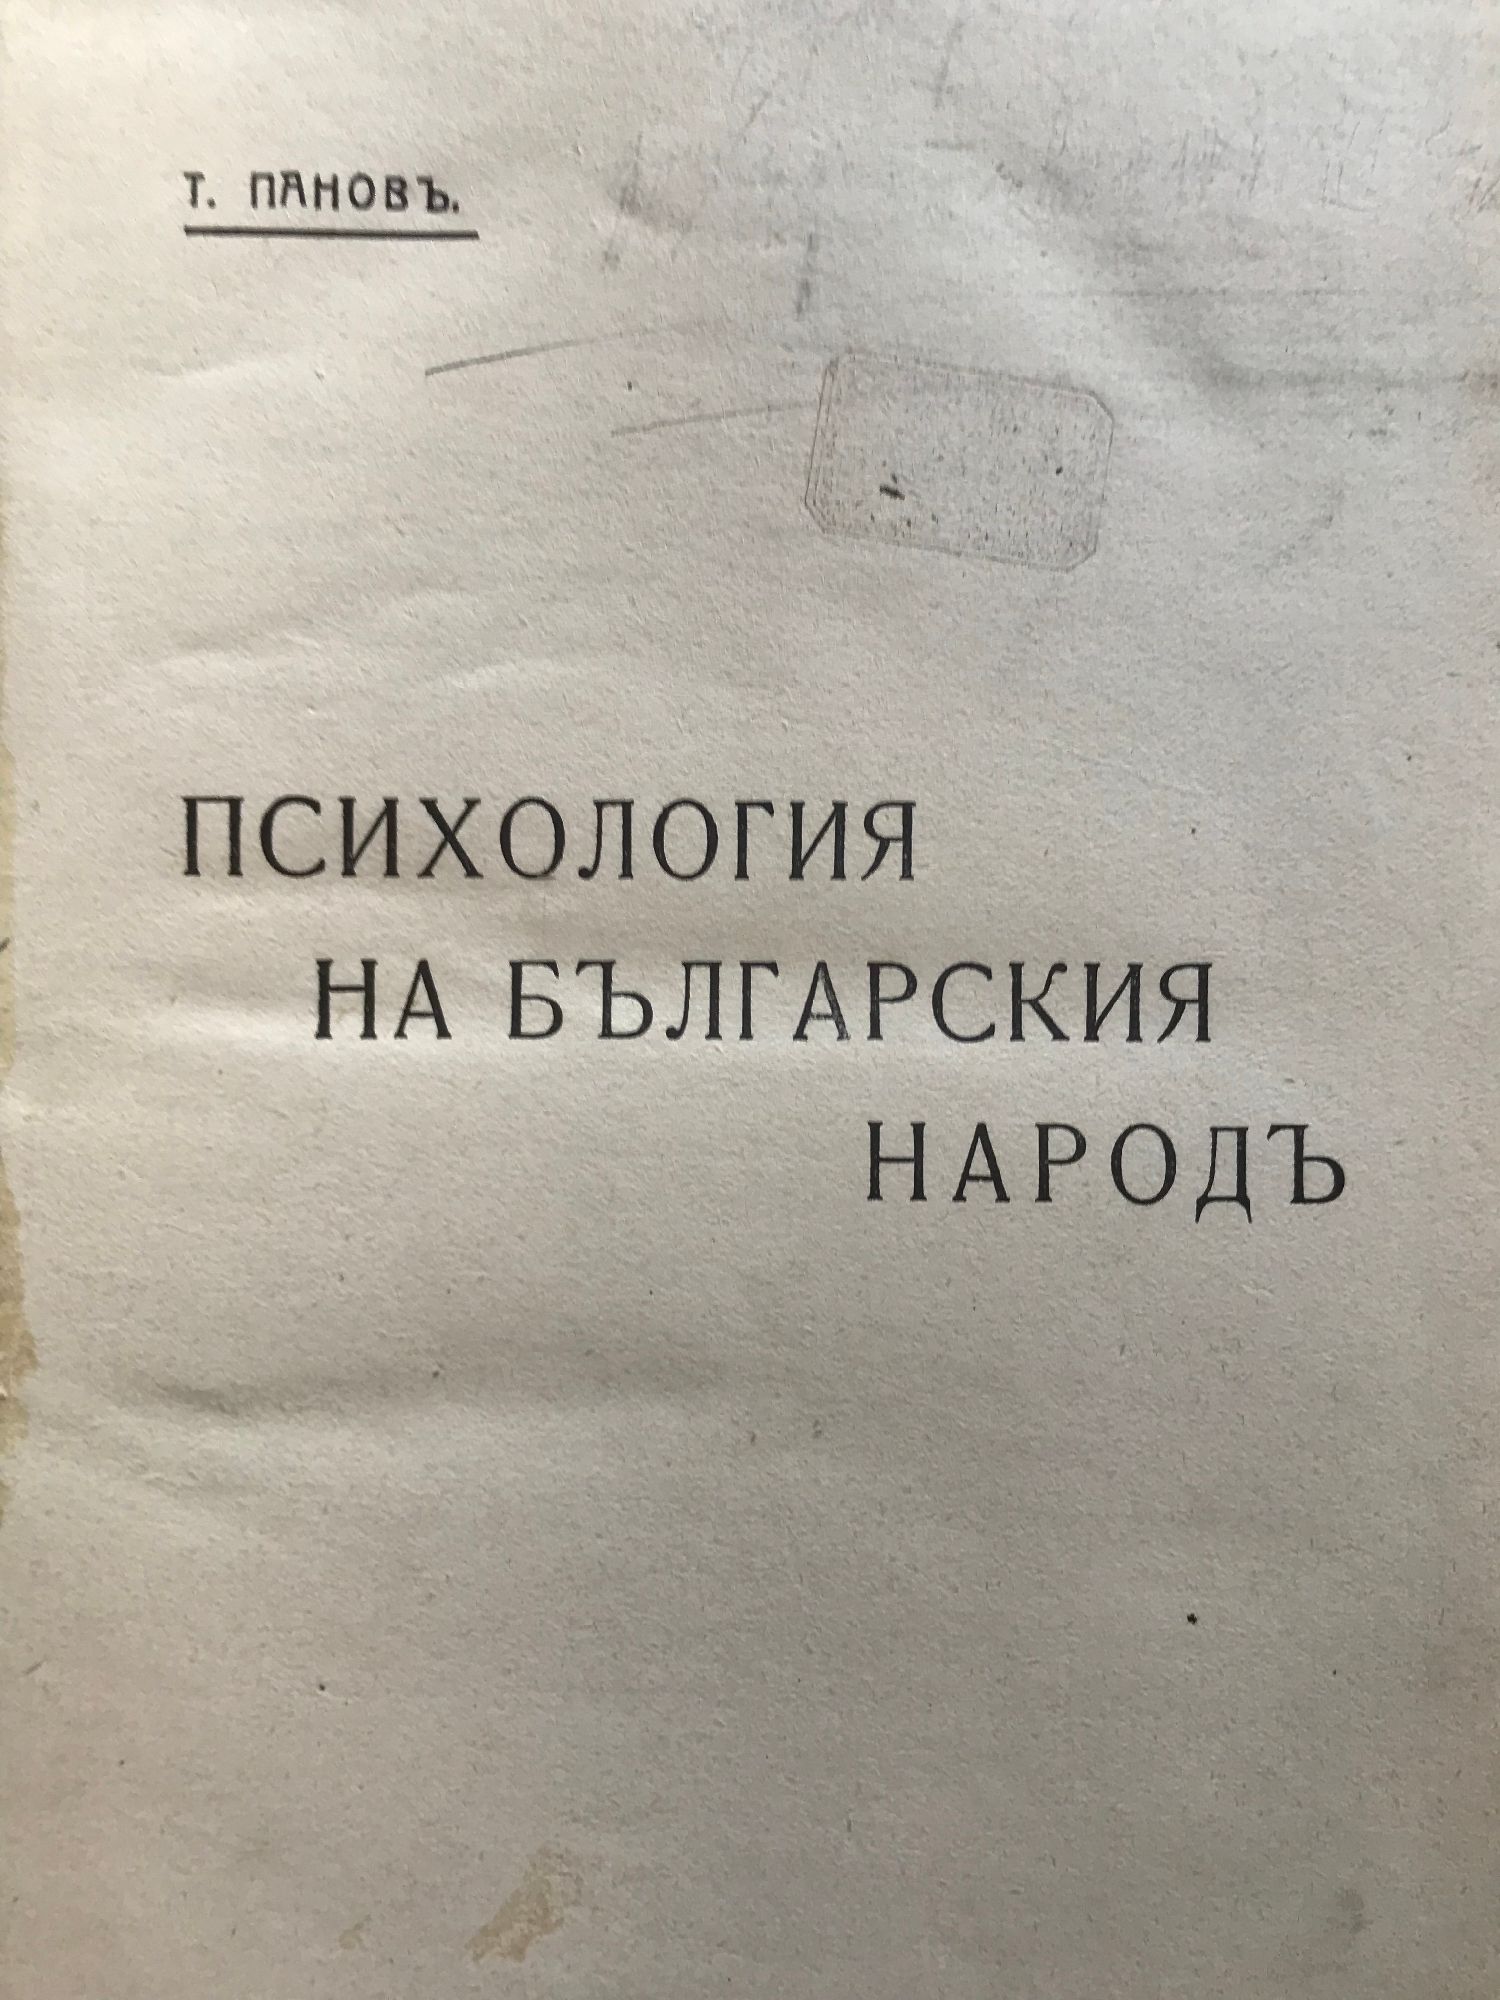 Т. ПАНОВЪ.
ПСИХОЛОГИЯ
НА БЪЛГАРСКИЯ
НАРОДЪ